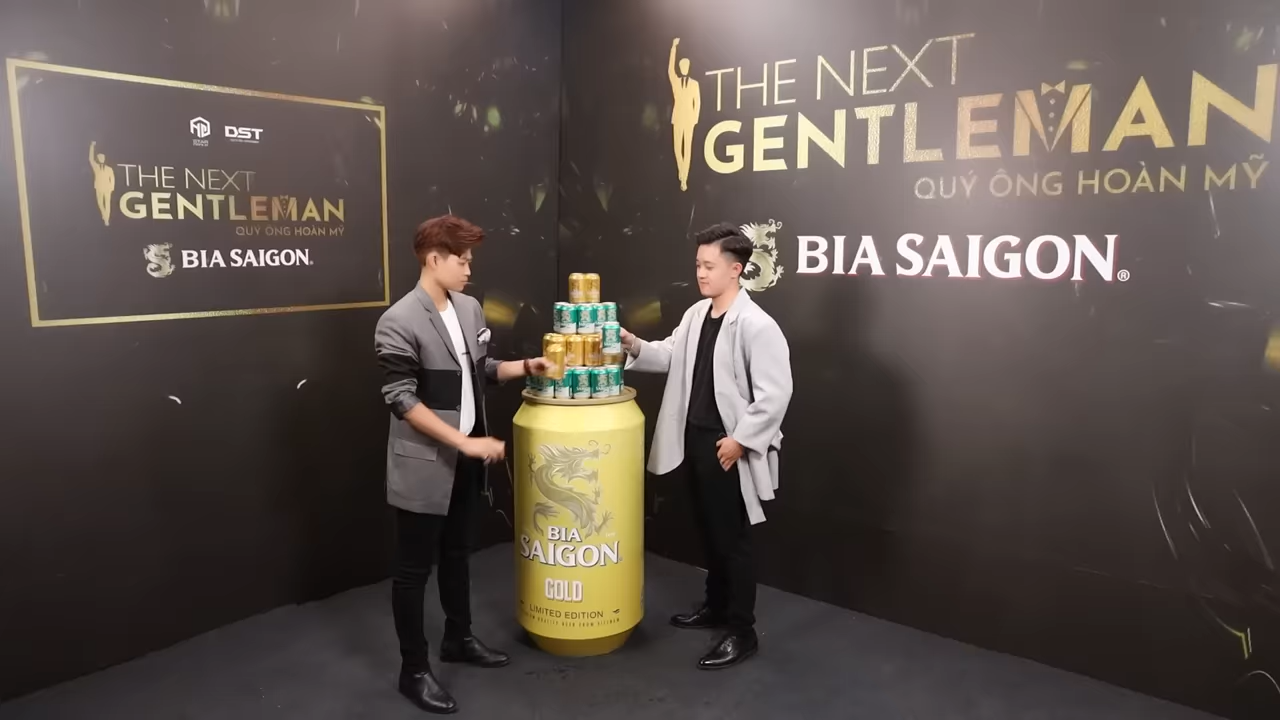 DST
THE NEXT
GENTLEMAN
QUÝ ÔNG HOÀN MỸ
BIA SAIGON®
THE NEXT
GENTLEMAN
QUÝ ÔNG HOÀN MỸ
BIA SAIGON®
BIA
SAIGON
GOLD
LIMITED EDITION